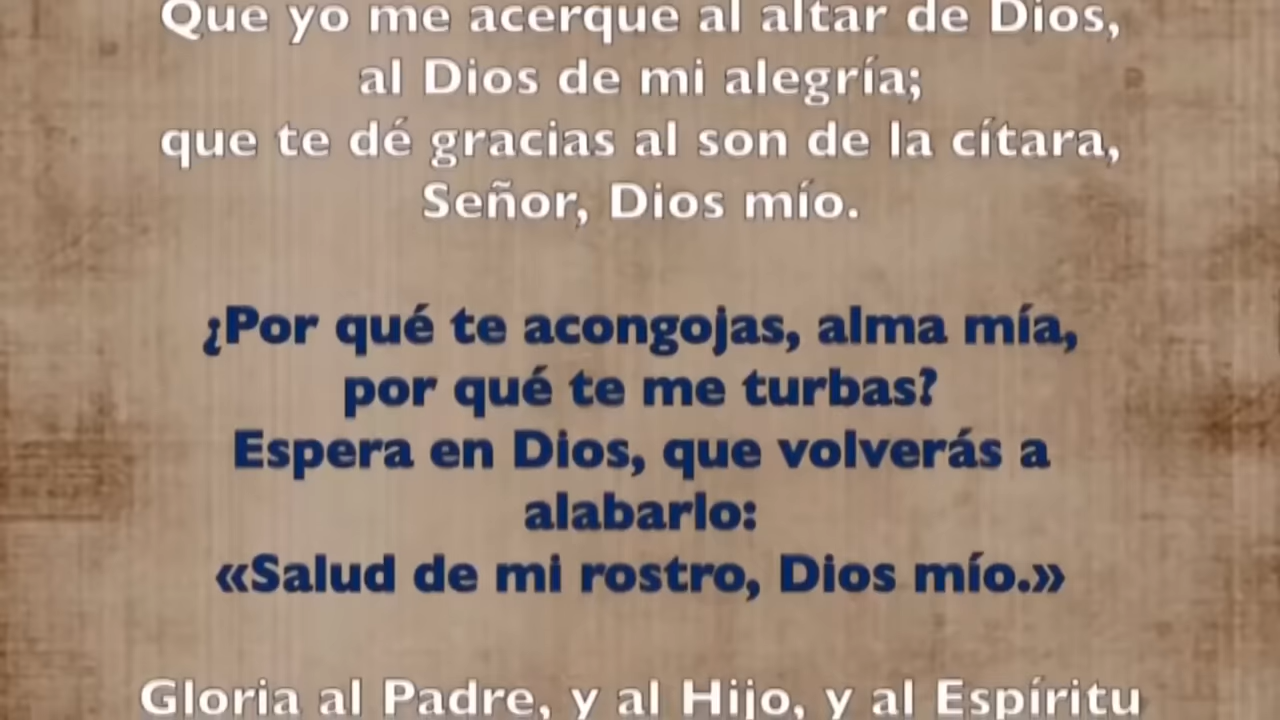 Que yo me acerque al altar de Dios,
al Dios de mi alegría;
que te dé gracias al son de la cítara,
Señor, Dios mío.
¿Por qué te acongojas, alma mía,
por qué te me turbas?
Espera en Dios, que volverás a
alabarlo:
«Salud de mi rostro, Dios mío.»
Gloria al Padre, y al Hijo, y al Espíritu